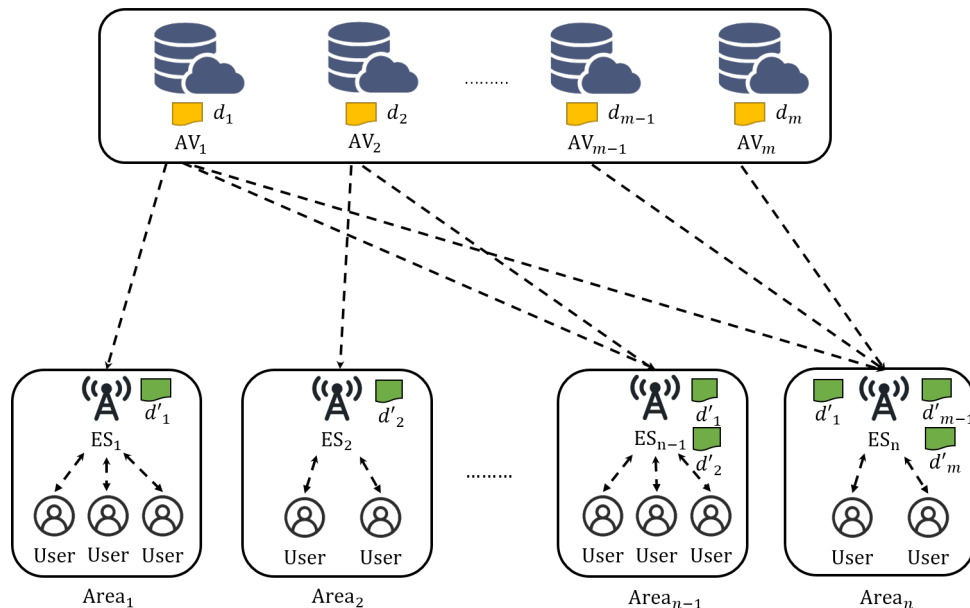 d₁ d₂ ......... dₘ₋₁ dₘ
AV₁ AV₂ AVₘ₋₁ AVₘ
d'₁ d'₂ d'₁ d'₁ d'ₘ₋₁
ES₁ ES₂ ESₙ₋₁ ESₙ
d'₂ d'ₘ
.........
User User User User User User User User User User
Area₁ Area₂ Areaₙ₋₁ Areaₙ